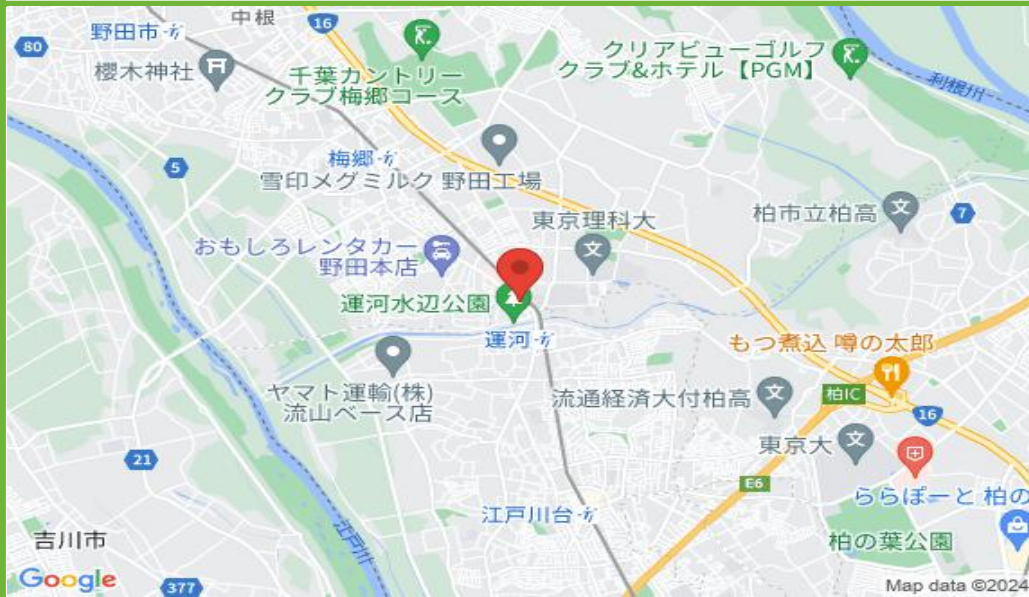 中根
16
野田市
80
クリアビューゴルフ
クラブ&ホテル【PGM】
櫻木神社
千葉カントリー
クラブ梅郷コース
利根川
梅郷
5
雪印メグミルク 野田工場
東京理科大
柏市立柏高
7
おもしろレンタカー
野田本店
運河水辺公園
運河
もつ煮込 噂の太郎
ヤマト運輸(株)
流山ベース店
流通経済大付柏高
柏IC
16
東京大
21
E6
ららぽーと 柏の
江戸川台
江戸川
吉川市
柏の葉公園
Google
377
Map data ©2024